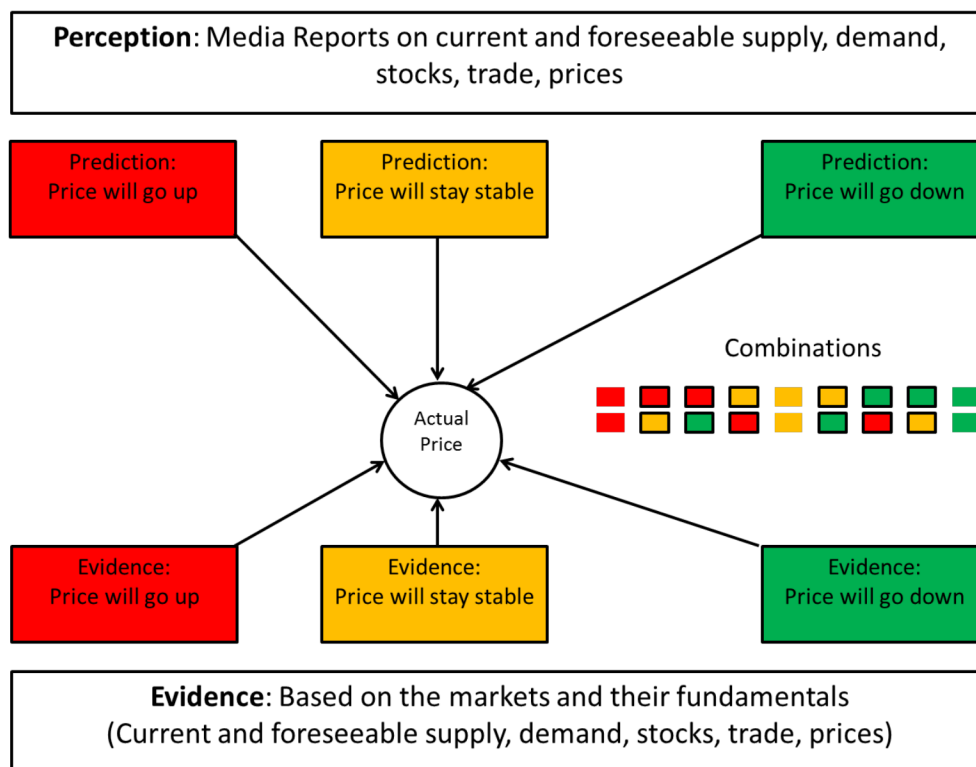 Perception: Media Reports on current and foreseeable supply, demand,
stocks, trade, prices
Prediction:
Price will go up
Prediction:
Price will stay stable
Prediction:
Price will go down
Combinations
Actual
Price
Evidence:
Price will go up
Evidence:
Price will stay stable
Evidence:
Price will go down
Evidence: Based on the markets and their fundamentals
(Current and foreseeable supply, demand, stocks, trade, prices)